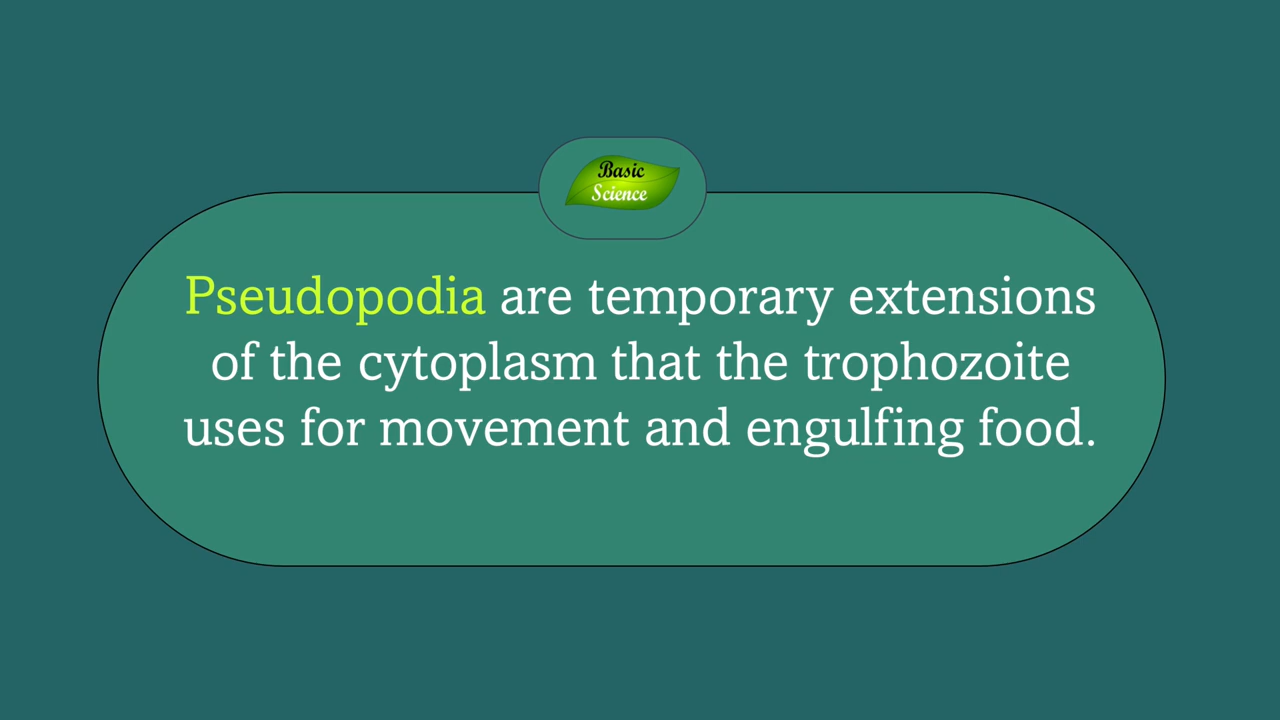 Basic
Science
Pseudopodia are temporary extensions
of the cytoplasm that the trophozoite
uses for movement and engulfing food.